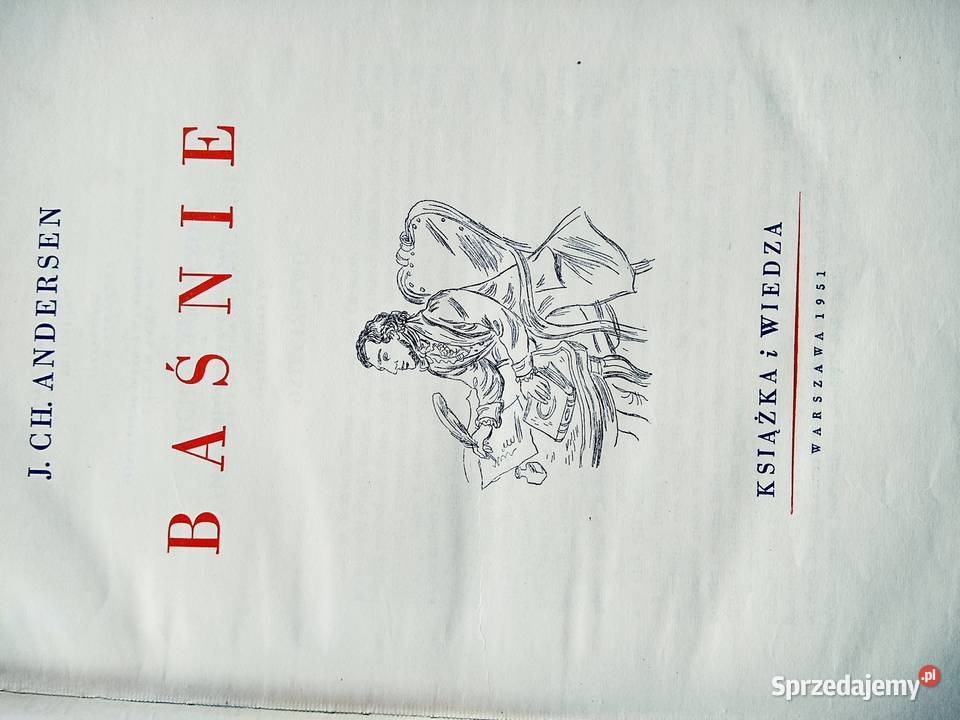 J. CH. ANDERSEN
BAŚNIE
KSIĄŻKA i WIEDZA
WARSZAWA 1951
Sprzedajemy.pl